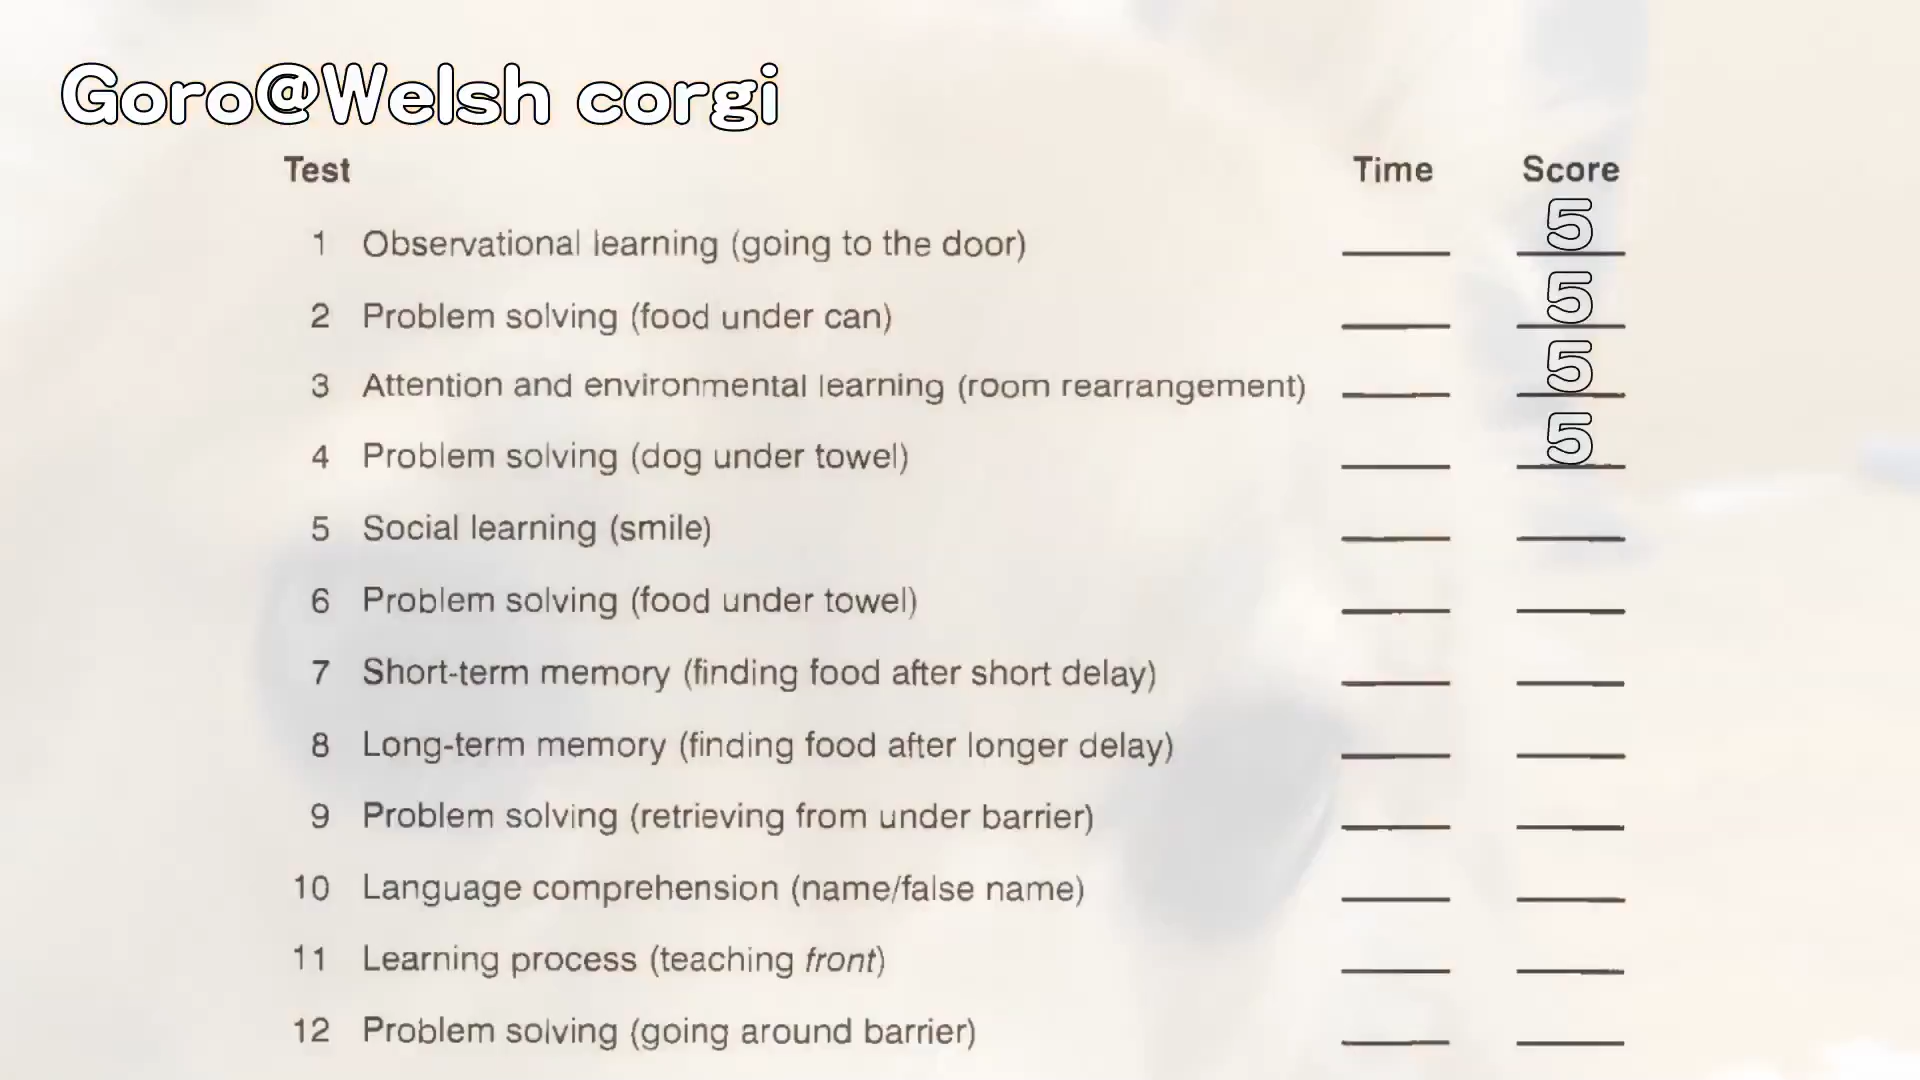 Goro@Welsh corgi
Test Time Score
1 Observational learning (going to the door) 5
2 Problem solving (food under can) 5
3 Attention and environmental learning (room rearrangement) 5
4 Problem solving (dog under towel) 5
5 Social learning (smile)
6 Problem solving (food under towel)
7 Short-term memory (finding food after short delay)
8 Long-term memory (finding food after longer delay)
9 Problem solving (retrieving from under barrier)
10 Language comprehension (name/false name)
11 Learning process (teaching front)
12 Problem solving (going around barrier)